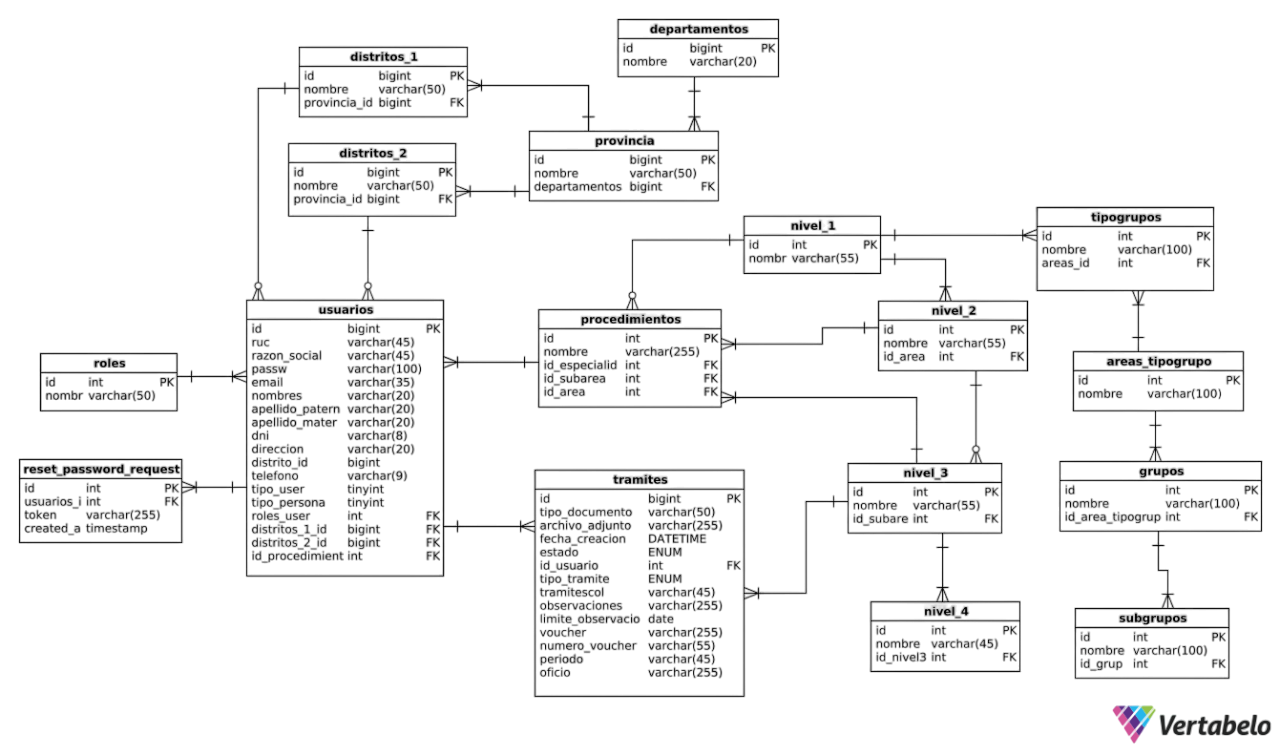 departamentos
id bigint PK
nombre varchar(20)
distritos_1
id bigint PK
nombre varchar(50)
provincia_id bigint FK
provincia
id bigint PK
nombre varchar(50)
departamentos bigint FK
distritos_2
id bigint PK
nombre varchar(50)
provincia_id bigint FK
nivel_1
id int PK
nombr varchar(55)
tipogrupos
id int PK
nombre varchar(100)
areas_id int FK
usuarios
id bigint PK
ruc varchar(45)
razon_social varchar(45)
passw varchar(100)
email varchar(35)
nombres varchar(20)
apellido_patern varchar(20)
apellido_mater varchar(20)
dni varchar(8)
direccion varchar(20)
distrito_id bigint
telefono varchar(9)
tipo_user tinyint
tipo_persona tinyint
roles_user int FK
distritos_1_id bigint FK
distritos_2_id bigint FK
id_procedimient int FK
procedimientos
id int PK
nombre varchar(255)
id_especialid int FK
id_subarea int FK
id_area int FK
nivel_2
id int PK
nombre varchar(55)
id_area int FK
roles
id int PK
nombr varchar(50)
areas_tipogrupo
id int PK
nombre varchar(100)
reset_password_request
id int PK
usuarios_i int FK
token varchar(255)
created_a timestamp
tramites
id bigint PK
tipo_documento varchar(50)
archivo_adjunto varchar(255)
fecha_creacion DATETIME
estado ENUM
id_usuario int FK
tipo_tramite ENUM
tramitescol varchar(45)
observaciones varchar(255)
limite_observacio date
voucher varchar(255)
numero_voucher varchar(55)
periodo varchar(45)
oficio varchar(255)
nivel_3
id int PK
nombre varchar(55)
id_subare int FK
grupos
id int PK
nombre varchar(100)
id_area_tipogrup int FK
nivel_4
id int PK
nombre varchar(45)
id_nivel3 int FK
subgrupos
id int PK
nombre varchar(100)
id_grup int FK
Vertabelo